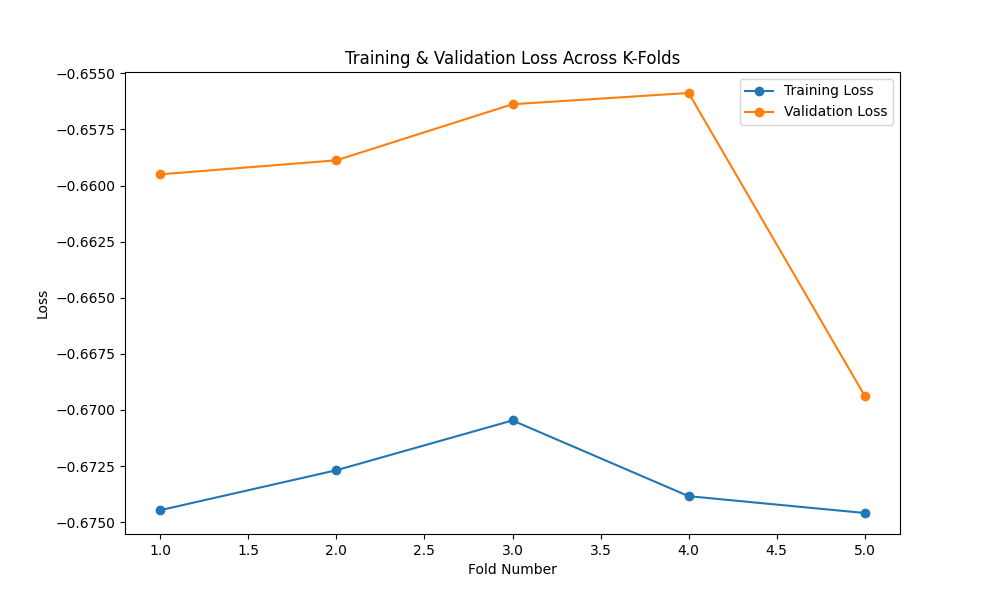 Training & Validation Loss Across K-Folds
Training Loss
Validation Loss
−0.6550
−0.6575
−0.6600
−0.6625
−0.6650
−0.6675
−0.6700
−0.6725
−0.6750
Loss
1.0 1.5 2.0 2.5 3.0 3.5 4.0 4.5 5.0
Fold Number